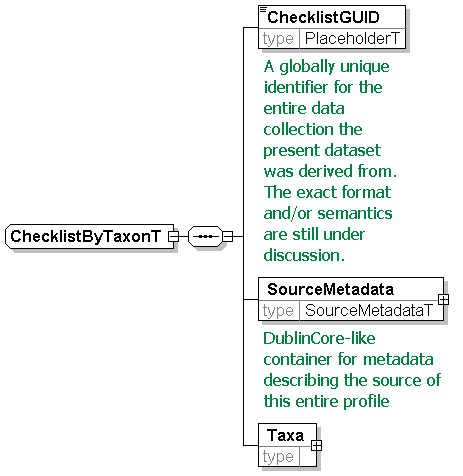 ChecklistGUID
type PlaceholderT
A globally unique
identifier for the
entire data
collection the
present dataset
was derived from.
The exact format
and/or semantics
are still under
discussion.
ChecklistByTaxonT
SourceMetadata
type SourceMetadataT
DublinCore-like
container for metadata
describing the source of
this entire profile
Taxa
type